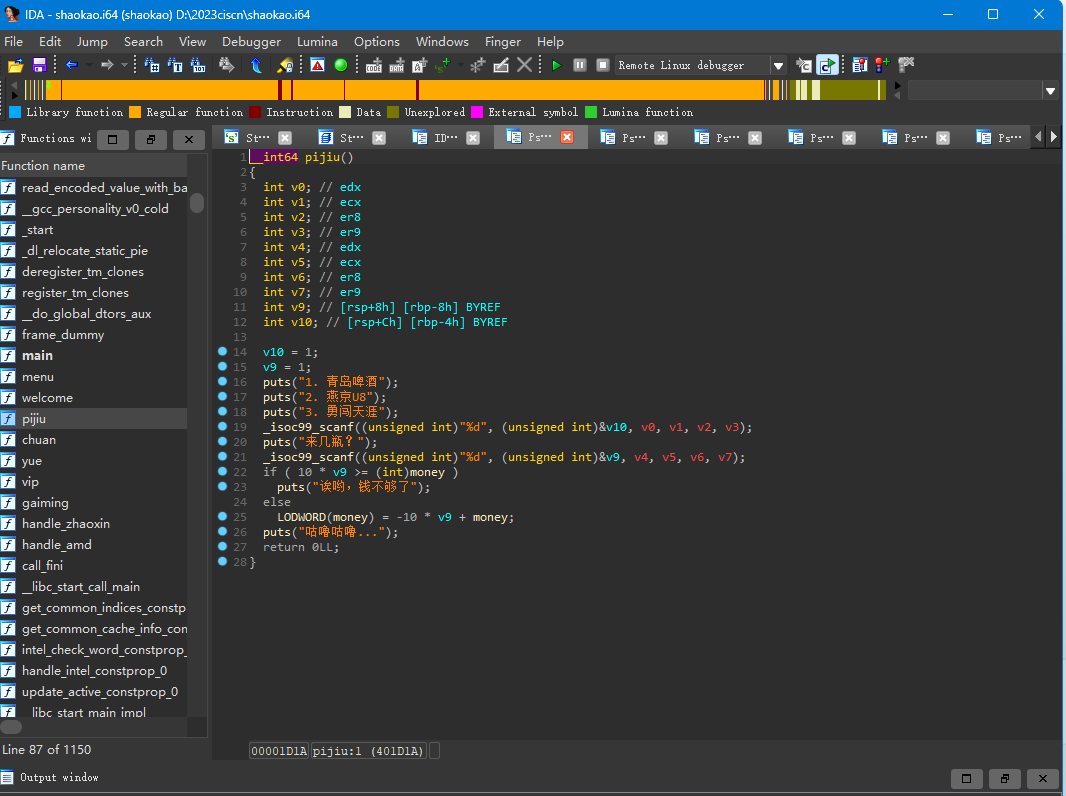 IDA - shaokao.i64 (shaokao) D:\2023ciscn\shaokao.i64
File Edit Jump Search View Debugger Lumina Options Windows Finger Help
Remote Linux debugger
Library function Regular function Instruction Data Unexplored External symbol Lumina function
Functions wi
St… St… ID… Ps… Ps… Ps… Ps… Ps… Ps…
Function name
read_encoded_value_with_ba
__gcc_personality_v0_cold
_start
_dl_relocate_static_pie
deregister_tm_clones
register_tm_clones
__do_global_dtors_aux
frame_dummy
main
menu
welcome
pijiu
chuan
yue
vip
gaiming
handle_zhaoxin
handle_amd
call_fini
__libc_start_call_main
get_common_indices_constp
get_common_cache_info_con
intel_check_word_constprop_
handle_intel_constprop_0
update_active_constprop_0
__libc_start_main_impl
Line 87 of 1150
1 __int64 pijiu()
2 {
3 int v0; // edx
4 int v1; // ecx
5 int v2; // er8
6 int v3; // er9
7 int v4; // edx
8 int v5; // ecx
9 int v6; // er8
10 int v7; // er9
11 int v9; // [rsp+8h] [rbp-8h] BYREF
12 int v10; // [rsp+Ch] [rbp-4h] BYREF
13
14 v10 = 1;
15 v9 = 1;
16 puts("1. 青岛啤酒");
17 puts("2. 燕京U8");
18 puts("3. 勇闯天涯");
19 _isoc99_scanf((unsigned int)"%d", (unsigned int)&v10, v0, v1, v2, v3);
20 puts("来几瓶？");
21 _isoc99_scanf((unsigned int)"%d", (unsigned int)&v9, v4, v5, v6, v7);
22 if ( 10 * v9 >= (int)money )
23 puts("诶哟，钱不够了");
24 else
25 LODWORD(money) = -10 * v9 + money;
26 puts("咕噜咕噜...");
27 return 0LL;
28 }
00001D1A pijiu:1 (401D1A)
Output window